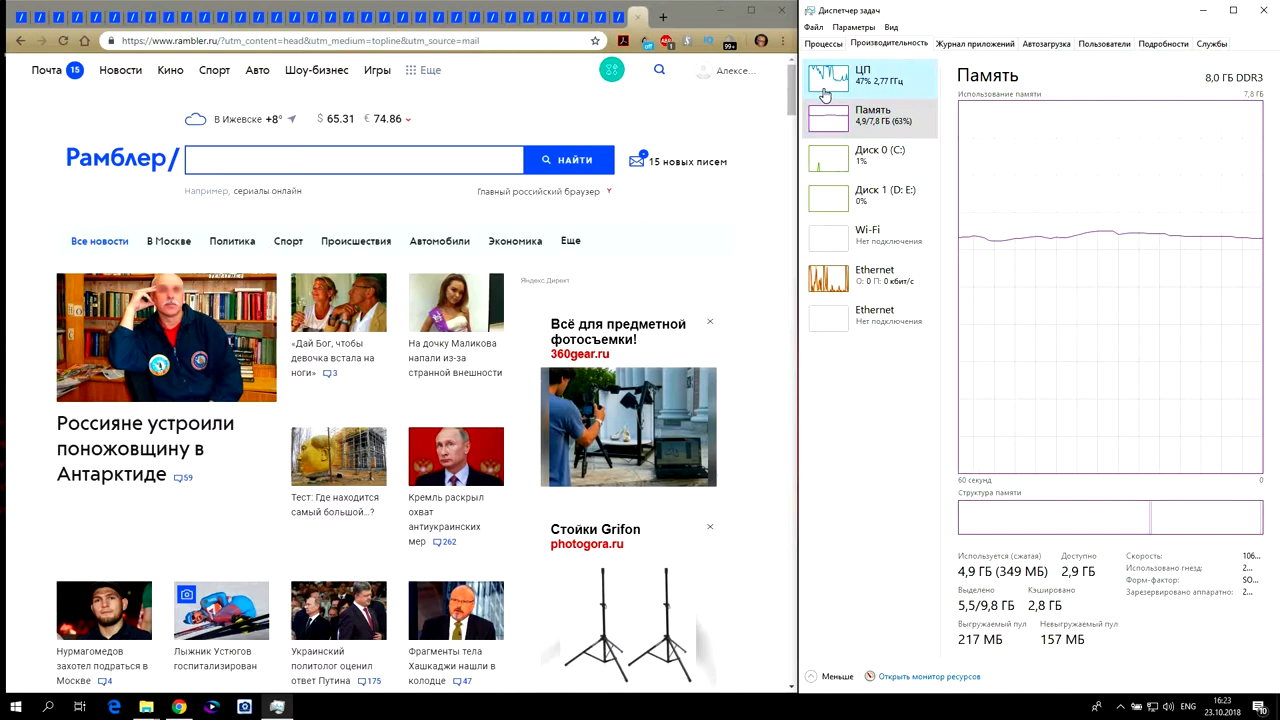 https://www.rambler.ru/?utm_content=head&utm_medium=topline&utm_source=mail
off
1
99+
Почта 15 Новости Кино Спорт Авто Шоу-бизнес Игры Еще
Алексе...
В Ижевске +8° $ 65.31 € 74.86
Рамблер/
НАЙТИ
15 новых писем
Например, сериалы онлайн
Главный российский браузер
Все новости В Москве Политика Спорт Происшествия Автомобили Экономика Еще
Россияне устроили
поножовщину в
Антарктиде 59
«Дай Бог, чтобы
девочка встала на
ноги» 3
На дочку Маликова
напали из-за
странной внешности
Тест: Где находится
самый большой...?
Кремль раскрыл
охват
антиукраинских
мер 262
Нурмагомедов
захотел подраться в
Москве 4
Лыжник Устюгов
госпитализирован
Украинский
политолог оценил
ответ Путина 175
Фрагменты тела
Хашкаджи нашли в
колодце 47
Яндекс.Директ
Всё для предметной
фотосъемки!
360gear.ru
Стойки Grifon
photogora.ru
Диспетчер задач
Файл Параметры Вид
Процессы Производительность Журнал приложений Автозагрузка Пользователи Подробности Службы
ЦП
47% 2,77 ГГц
Память
4,9/7,8 ГБ (63%)
Диск 0 (C:)
1%
Диск 1 (D: E:)
0%
Wi-Fi
Нет подключения
Ethernet
О: 0 П: 0 кбит/с
Ethernet
Нет подключения
Память 8,0 ГБ DDR3
Использование памяти 7,8 ГБ
60 секунд 0
Структура памяти
Используется (сжатая) Доступно
4,9 ГБ (349 МБ) 2,9 ГБ
Выделено Кэшировано
5,5/9,8 ГБ 2,8 ГБ
Выгружаемый пул Невыгружаемый пул
217 МБ 157 МБ
Скорость: 106...
Использовано гнезд: 2...
Форм-фактор: SO...
Зарезервировано аппаратно: 2...
Меньше Открыть монитор ресурсов
ENG
16:23
23.10.2018
10